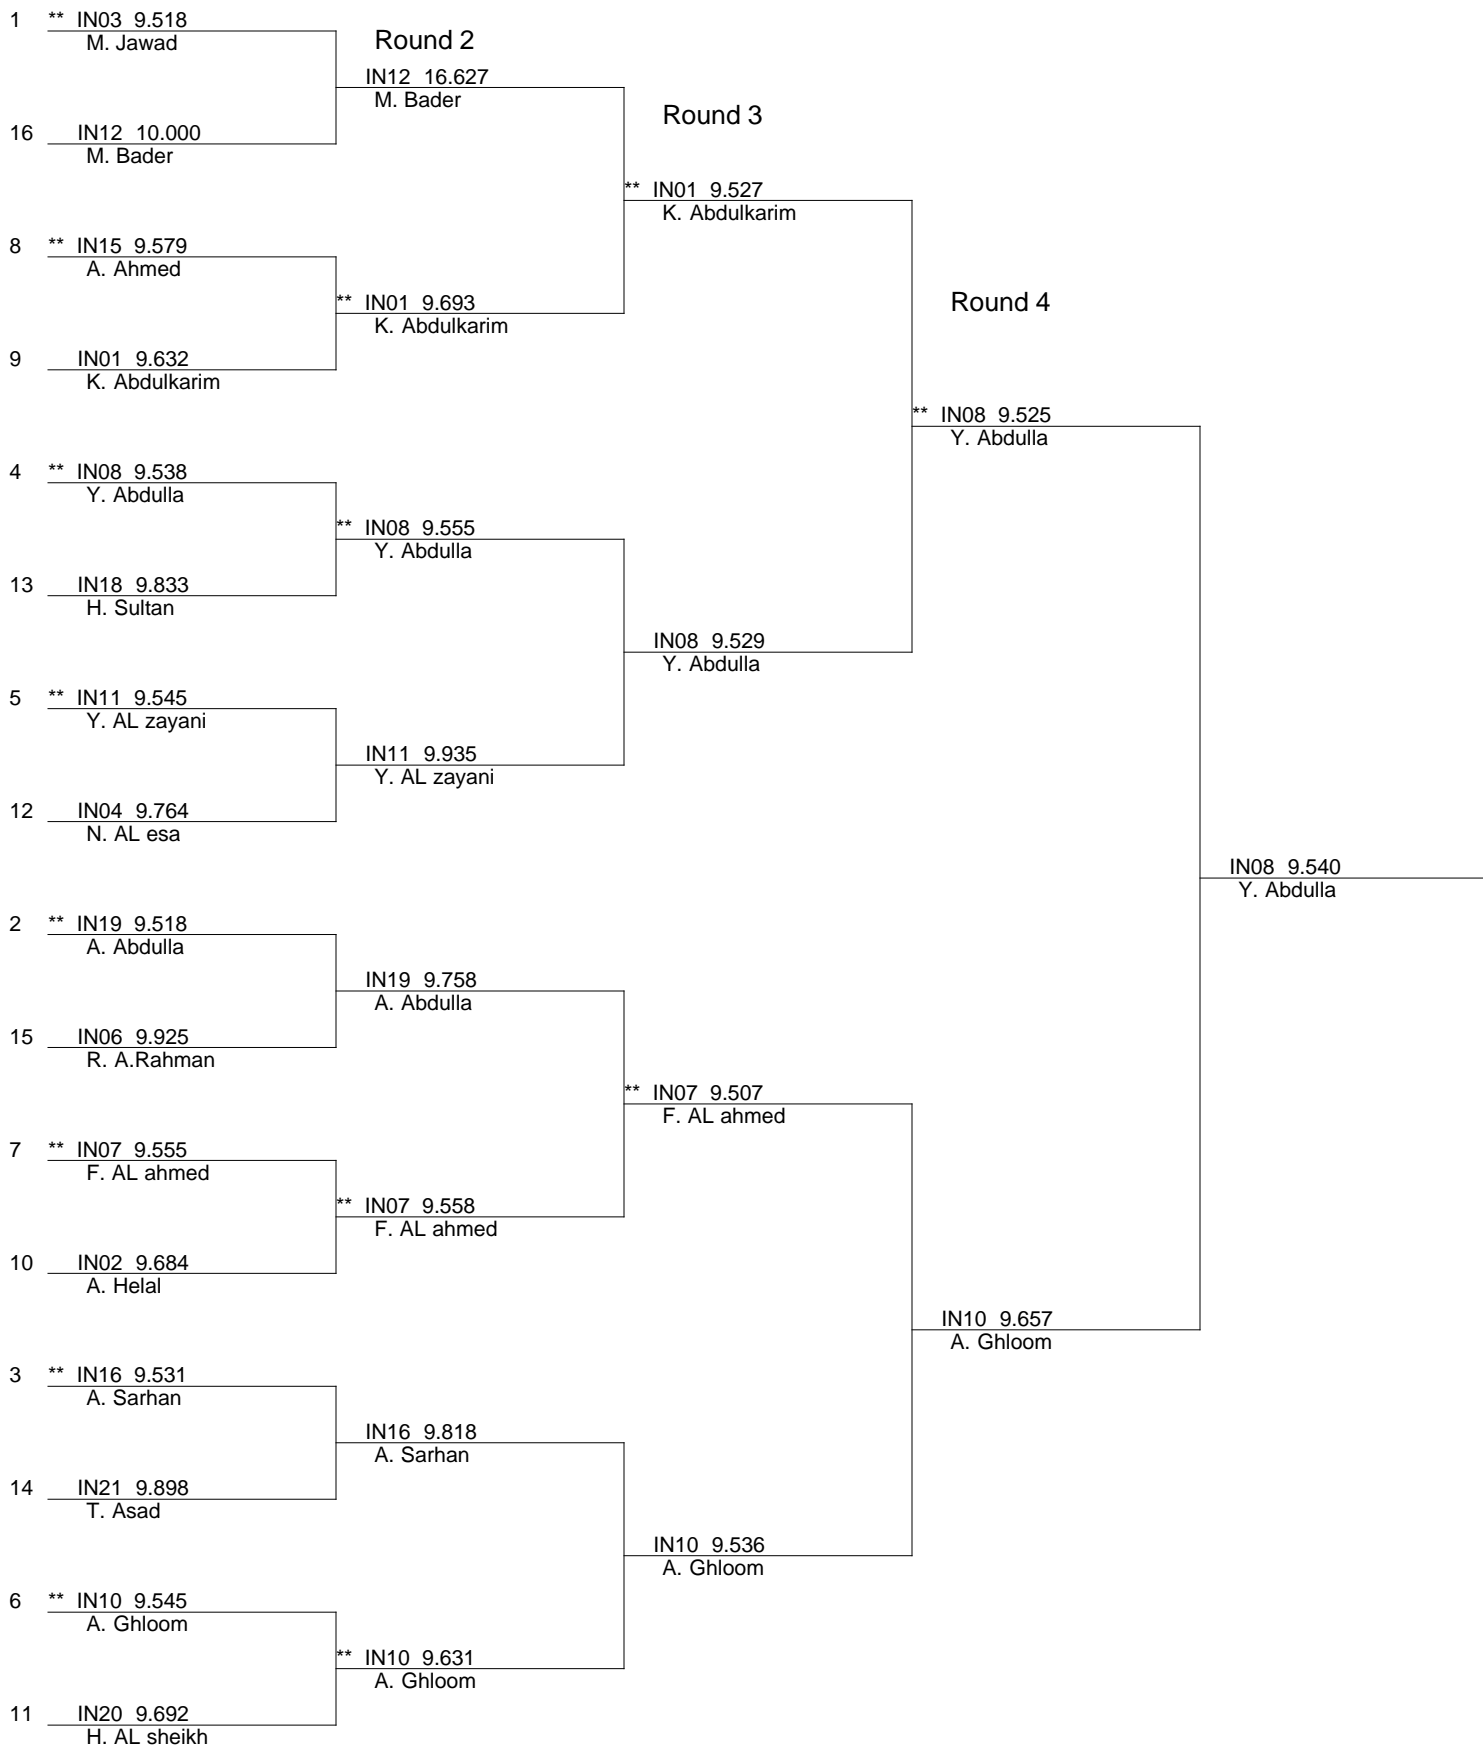 1 ** IN03 9.518
M. Jawad
Round 2
IN12 16.627
M. Bader
Round 3
16 IN12 10.000
M. Bader
** IN01 9.527
K. Abdulkarim
8 ** IN15 9.579
A. Ahmed
Round 4
** IN01 9.693
K. Abdulkarim
9 IN01 9.632
K. Abdulkarim
** IN08 9.525
Y. Abdulla
4 ** IN08 9.538
Y. Abdulla
** IN08 9.555
Y. Abdulla
13 IN18 9.833
H. Sultan
IN08 9.529
Y. Abdulla
5 ** IN11 9.545
Y. AL zayani
IN11 9.935
Y. AL zayani
12 IN04 9.764
N. AL esa
IN08 9.540
Y. Abdulla
2 ** IN19 9.518
A. Abdulla
IN19 9.758
A. Abdulla
15 IN06 9.925
R. A.Rahman
** IN07 9.507
F. AL ahmed
7 ** IN07 9.555
F. AL ahmed
** IN07 9.558
F. AL ahmed
10 IN02 9.684
A. Helal
IN10 9.657
A. Ghloom
3 ** IN16 9.531
A. Sarhan
IN16 9.818
A. Sarhan
14 IN21 9.898
T. Asad
IN10 9.536
A. Ghloom
6 ** IN10 9.545
A. Ghloom
** IN10 9.631
A. Ghloom
11 IN20 9.692
H. AL sheikh